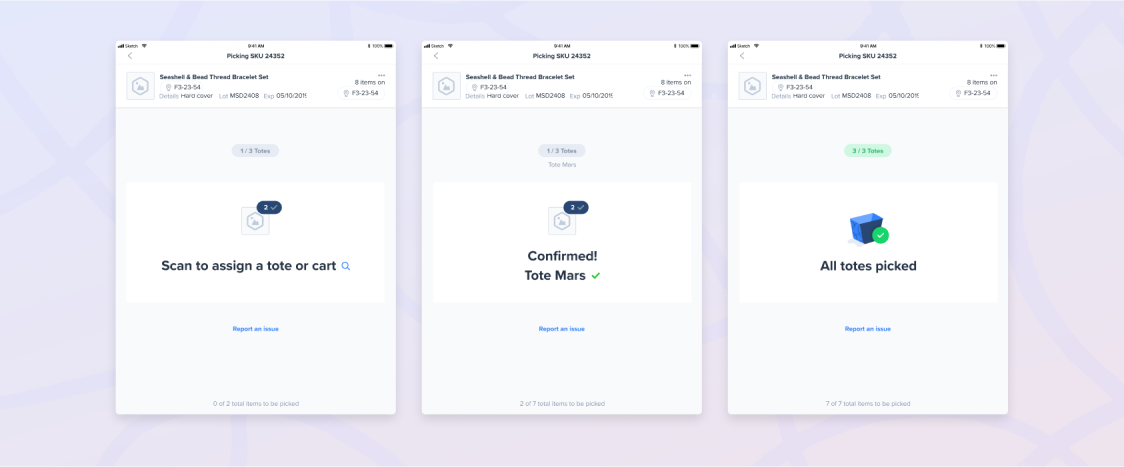 Sketch 9:41 AM 100%
Picking SKU 24352
Seashell & Bead Thread Bracelet Set
8 items on
F3-23-54
Details Hard cover Lot MSD2408 Exp 05/10/2019
F3-23-54
1 / 3 Totes
2
Scan to assign a tote or cart
Report an issue
0 of 2 total items to be picked
Sketch 9:41 AM 100%
Picking SKU 24352
Seashell & Bead Thread Bracelet Set
8 items on
F3-23-54
Details Hard cover Lot MSD2408 Exp 05/10/2019
F3-23-54
1 / 3 Totes
Tote Mars
2
Confirmed!
Tote Mars
Report an issue
2 of 7 total items to be picked
Sketch 9:41 AM 100%
Picking SKU 24352
Seashell & Bead Thread Bracelet Set
8 items on
F3-23-54
Details Hard cover Lot MSD2408 Exp 05/10/2019
F3-23-54
3 / 3 Totes
All totes picked
Report an issue
7 of 7 total items to be picked